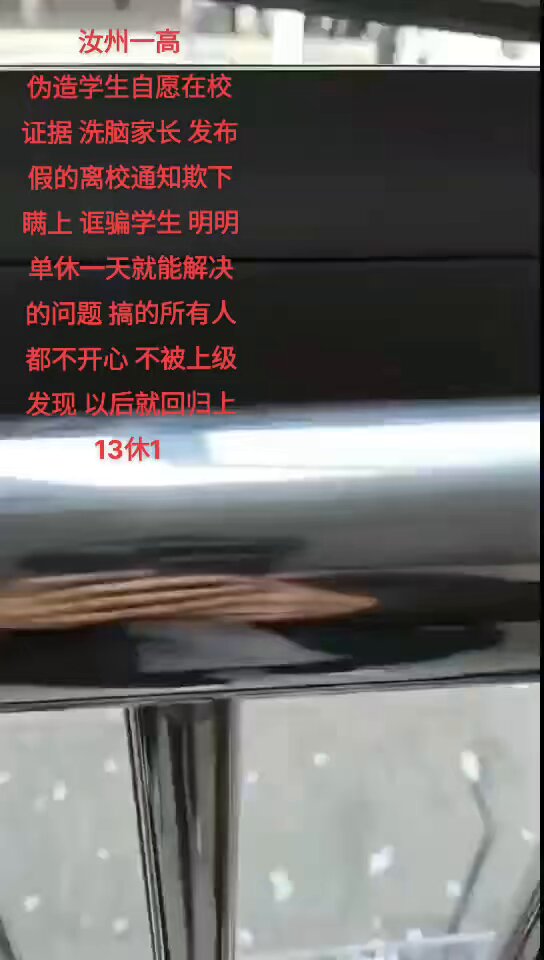 汝州一高
伪造学生自愿在校
证据 洗脑家长 发布
假的离校通知欺下
瞒上 诓骗学生 明明
单休一天就能解决
的问题 搞的所有人
都不开心 不被上级
发现 以后就回归上
13休1